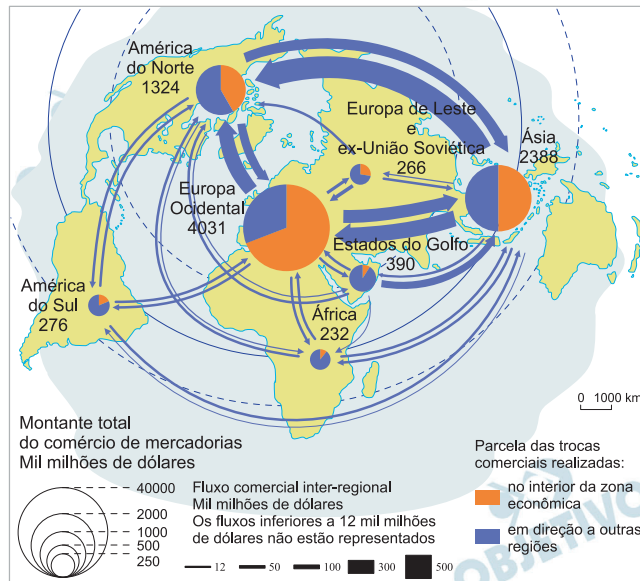 América
do Norte
1324
Europa de Leste
e
ex-União Soviética
266
Ásia
2388
Europa
Ocidental
4031
Estados do Golfo
390
América
do Sul
276
África
232
0 1000 km
Montante total
do comércio de mercadorias
Mil milhões de dólares
40000
2000
1000
500
250
Fluxo comercial inter-regional
Mil milhões de dólares
Os fluxos inferiores a 12 mil milhões
de dólares não estão representados
12 50 100 300 500
Parcela das trocas
comerciais realizadas:
no interior da zona
econômica
em direção a outras
regiões
OBJETIVO